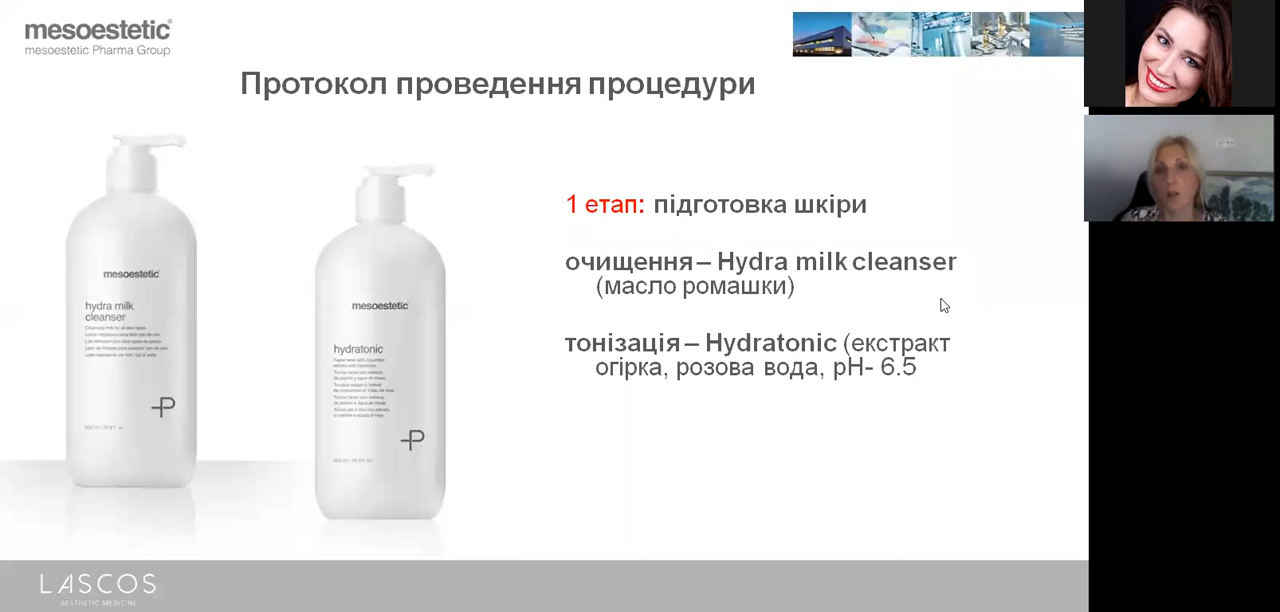 mesoestetic
mesoestetic Pharma Group
Протокол проведення процедури
1 етап: підготовка шкіри
очищення – Hydra milk cleanser
(масло ромашки)
тонізація – Hydratonic (екстракт
огірка, розова вода, pH- 6.5
mesoestetic
hydra milk
cleanser
mesoestetic
hydratonic
LASCOS
AESTHETIC MEDICINE